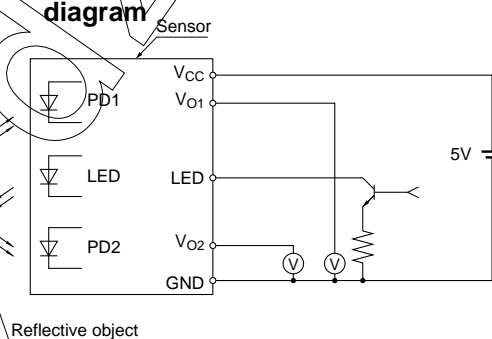 diagram
Sensor
VCC
PD1
VO1
5V
LED
LED
PD2
VO2
V
V
GND
Reflective object